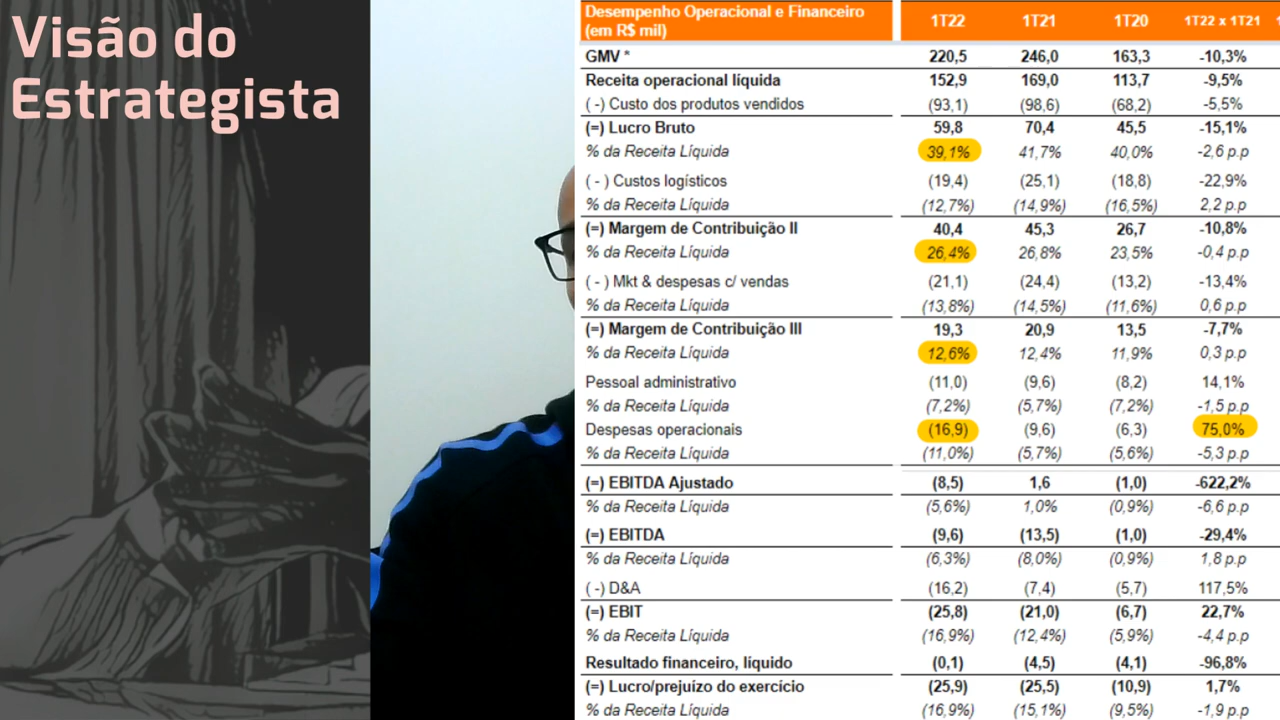 Visão do
Estrategista
Desempenho Operacional e Financeiro
(em R$ mil) 1T22 1T21 1T20 1T22 x 1T21
GMV * 220,5 246,0 163,3 -10,3%
Receita operacional líquida 152,9 169,0 113,7 -9,5%
( -) Custo dos produtos vendidos (93,1) (98,6) (68,2) -5,5%
(=) Lucro Bruto 59,8 70,4 45,5 -15,1%
% da Receita Líquida 39,1% 41,7% 40,0% -2,6 p.p
( - ) Custos logísticos (19,4) (25,1) (18,8) -22,9%
% da Receita Líquida (12,7%) (14,9%) (16,5%) 2,2 p.p
(=) Margem de Contribuição II 40,4 45,3 26,7 -10,8%
% da Receita Líquida 26,4% 26,8% 23,5% -0,4 p.p
( - ) Mkt & despesas c/ vendas (21,1) (24,4) (13,2) -13,4%
% da Receita Líquida (13,8%) (14,5%) (11,6%) 0,6 p.p
(=) Margem de Contribuição III 19,3 20,9 13,5 -7,7%
% da Receita Líquida 12,6% 12,4% 11,9% 0,3 p.p
Pessoal administrativo (11,0) (9,6) (8,2) 14,1%
% da Receita Líquida (7,2%) (5,7%) (7,2%) -1,5 p.p
Despesas operacionais (16,9) (9,6) (6,3) 75,0%
% da Receita Líquida (11,0%) (5,7%) (5,6%) -5,3 p.p
(=) EBITDA Ajustado (8,5) 1,6 (1,0) -622,2%
% da Receita Líquida (5,6%) 1,0% (0,9%) -6,6 p.p
(=) EBITDA (9,6) (13,5) (1,0) -29,4%
% da Receita Líquida (6,3%) (8,0%) (0,9%) 1,8 p.p
( -) D&A (16,2) (7,4) (5,7) 117,5%
(=) EBIT (25,8) (21,0) (6,7) 22,7%
% da Receita Líquida (16,9%) (12,4%) (5,9%) -4,4 p.p
Resultado financeiro, líquido (0,1) (4,5) (4,1) -96,8%
(=) Lucro/prejuízo do exercício (25,9) (25,5) (10,9) 1,7%
% da Receita Líquida (16,9%) (15,1%) (9,5%) -1,9 p.p